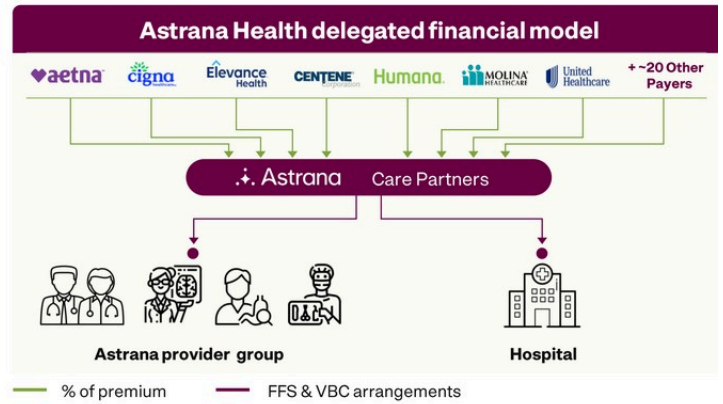 Astrana Health delegated financial model
aetna cigna healthcare Elevance Health CENTENE Corporation Humana MOLINA HEALTHCARE United Healthcare + ~20 Other Payers
Astrana Care Partners
Astrana provider group Hospital
% of premium FFS & VBC arrangements